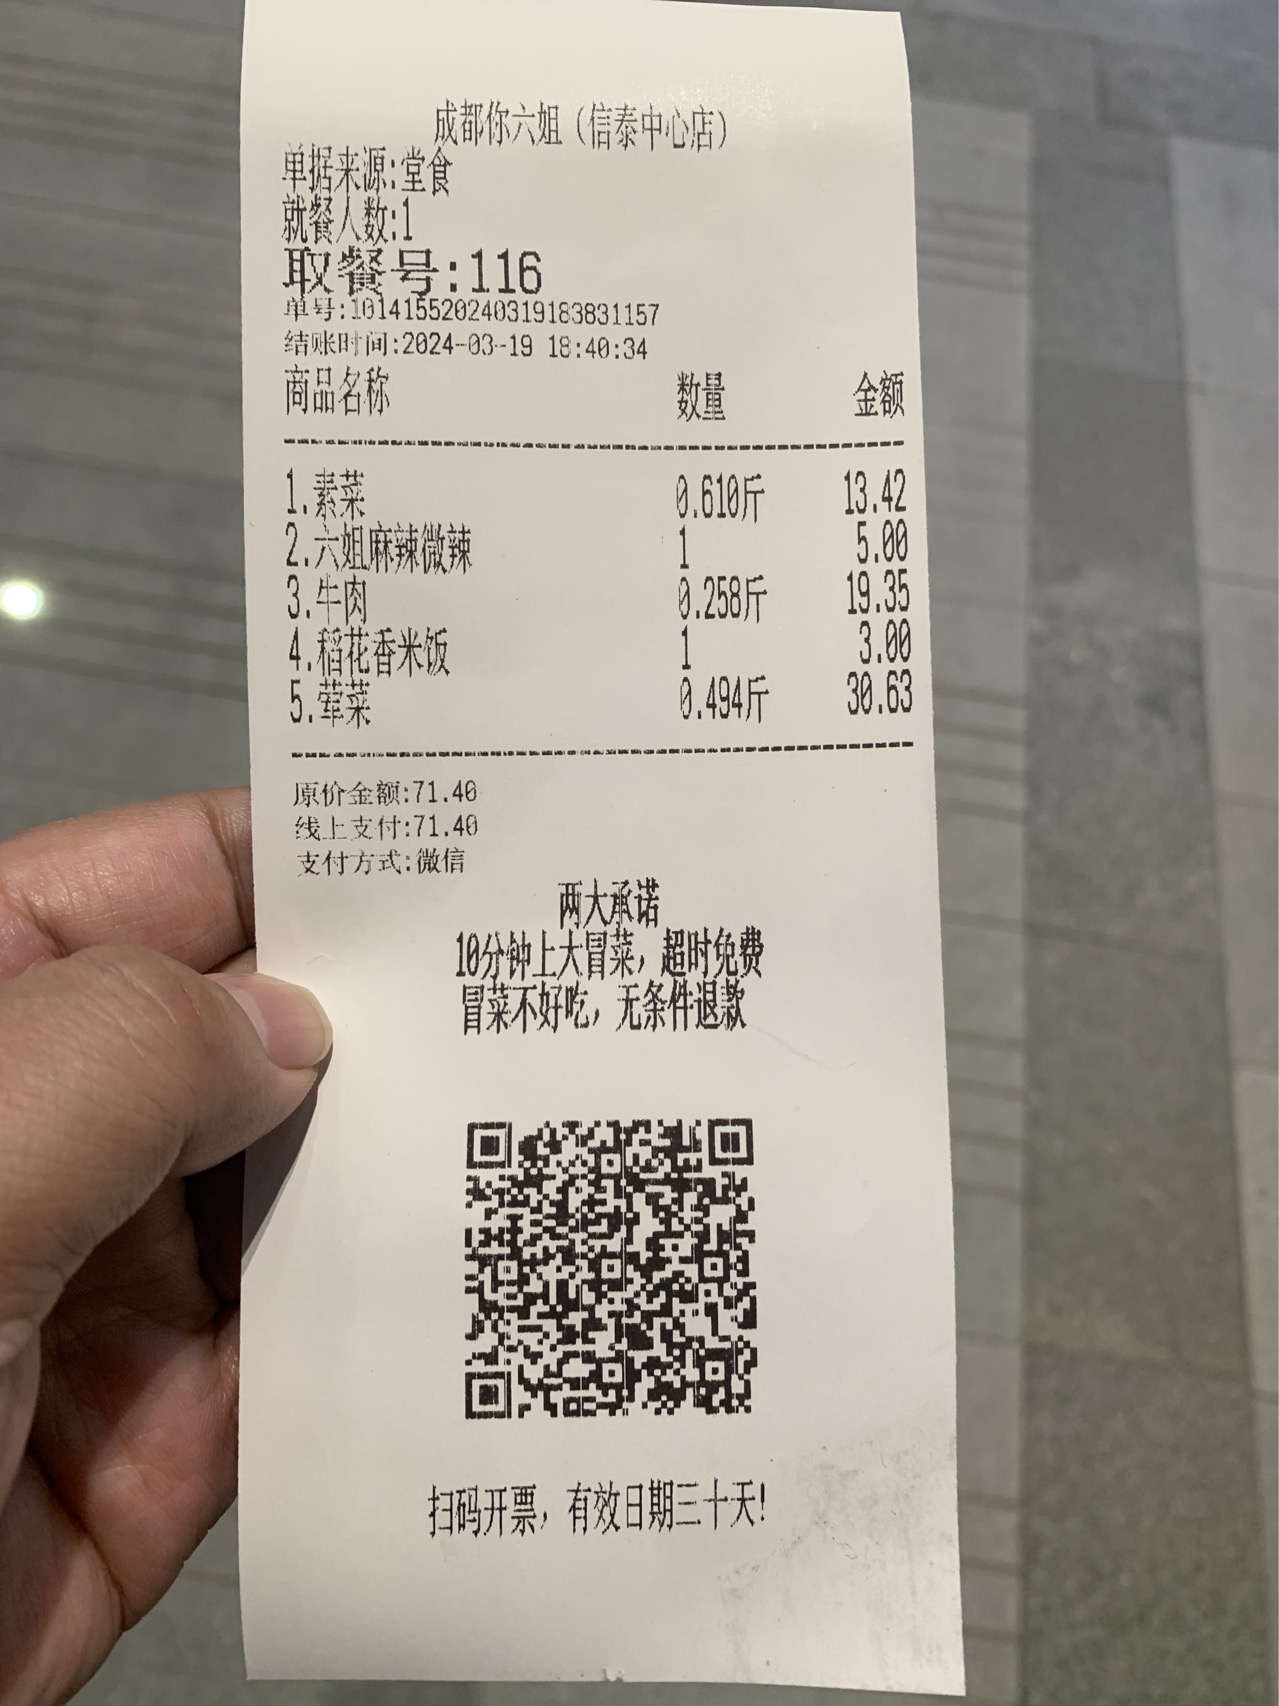 成都你六姐（信泰中心店）
单据来源:堂食
就餐人数:1
取餐号:116
单号:10141552024031918383​1157
结账时间:2024-03-19 18:40:34
商品名称 数量 金额
1.素菜 0.610斤 13.42
2.六姐麻辣微辣 1 5.00
3.牛肉 0.258斤 19.35
4.稻花香米饭 1 3.00
5.荤菜 0.494斤 30.63
原价金额:71.40
线上支付:71.40
支付方式:微信
两大承诺
10分钟上大冒菜，超时免费
冒菜不好吃，无条件退款
扫码开票，有效日期三十天!